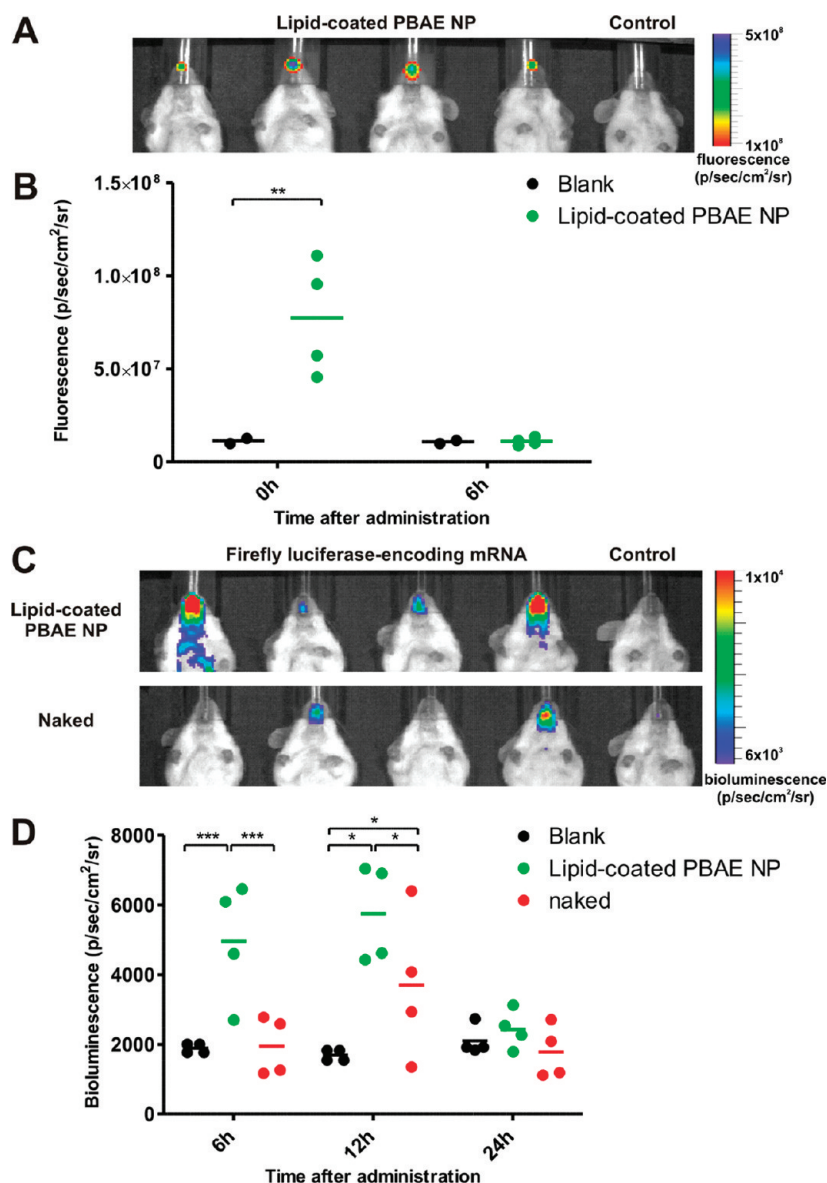 A
Lipid-coated PBAE NP
Control
5x10⁸
1x10⁸
fluorescence
(p/sec/cm²/sr)
B
Fluorescence (p/sec/cm²/sr)
1.5×10⁸
1.0×10⁸
5.0×10⁷
0
**
Blank
Lipid-coated PBAE NP
0h
6h
Time after administration
C
Firefly luciferase-encoding mRNA
Control
Lipid-coated
PBAE NP
Naked
1x10⁴
6x10³
bioluminescence
(p/sec/cm²/sr)
D
Bioluminescence (p/sec/cm²/sr)
8000
6000
4000
2000
0
***
***
*
*
*
Blank
Lipid-coated PBAE NP
naked
6h
12h
24h
Time after administration